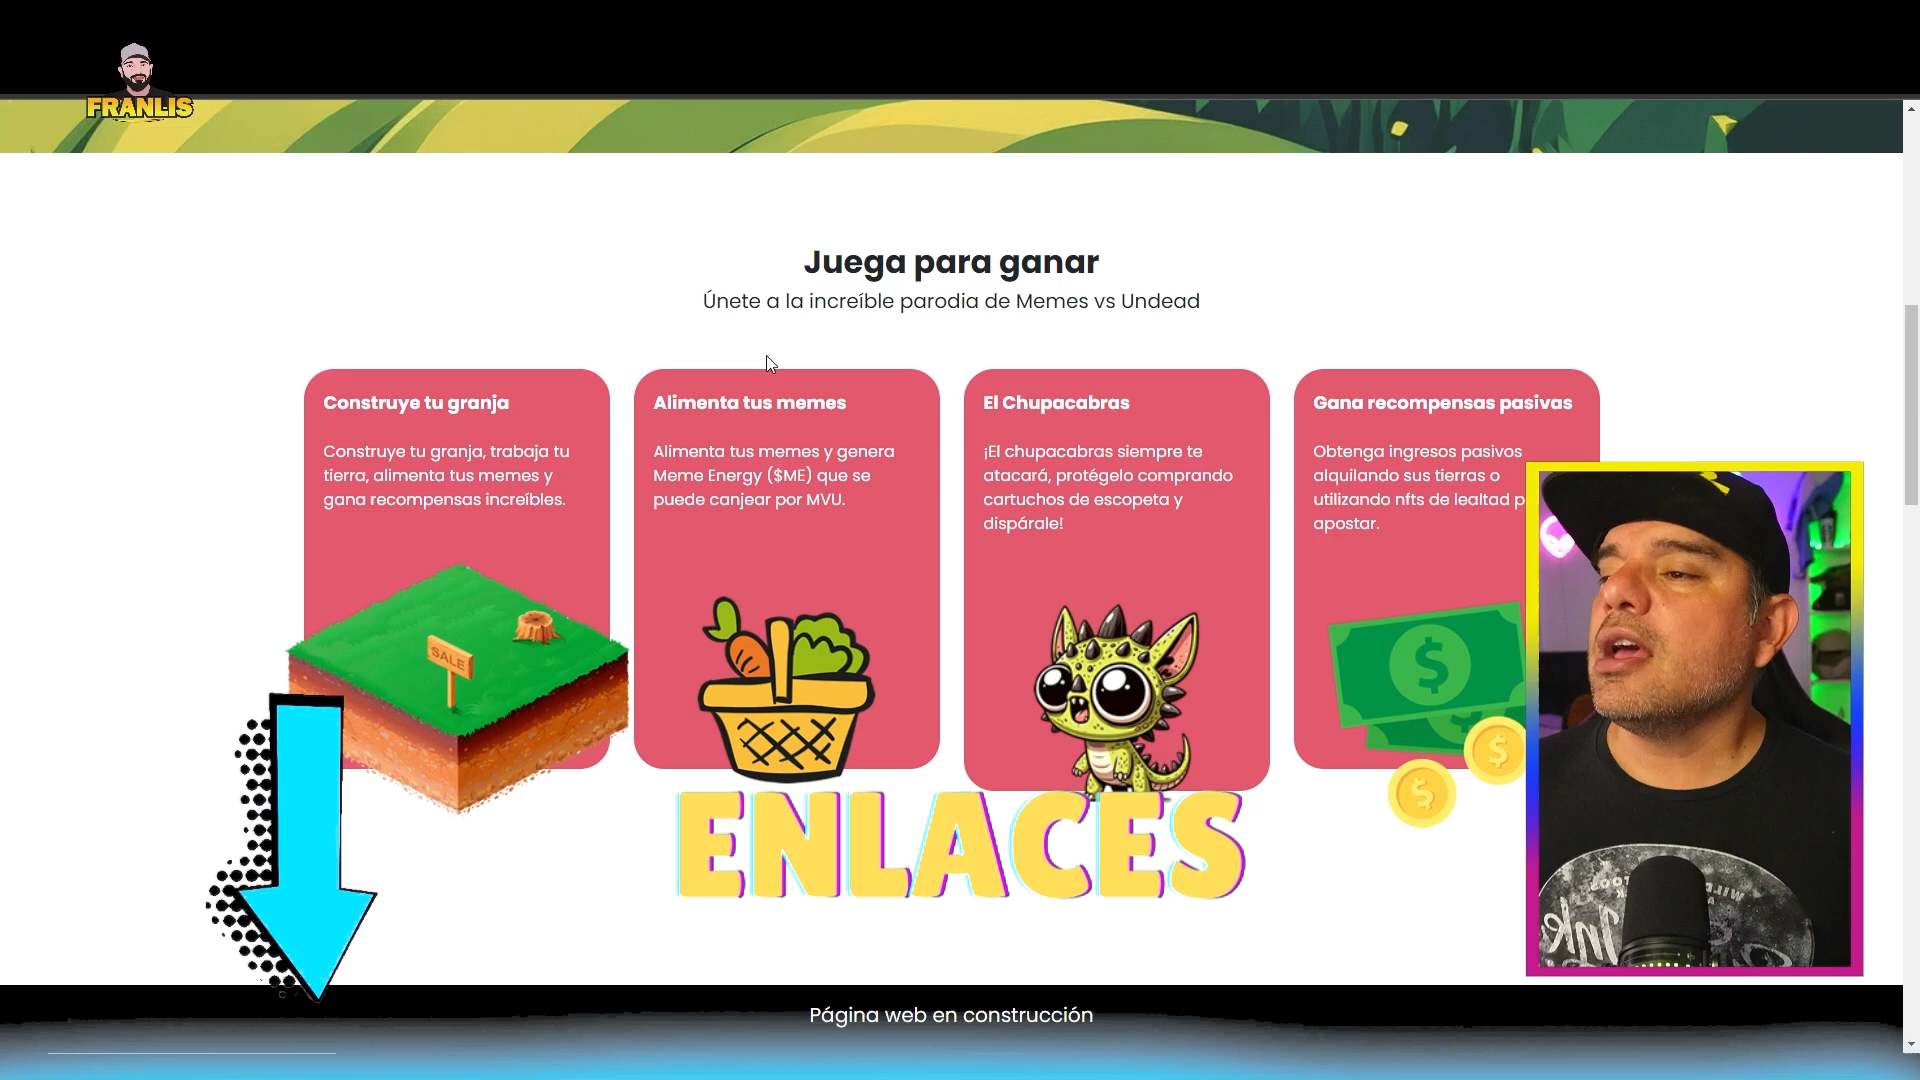 FRANLIS
Juega para ganar
Únete a la increíble parodia de Memes vs Undead
Construye tu granja
Construye tu granja, trabaja tu
tierra, alimenta tus memes y
gana recompensas increíbles.
SALE
Alimenta tus memes
Alimenta tus memes y genera
Meme Energy ($ME) que se
puede canjear por MVU.
El Chupacabras
¡El chupacabras siempre te
atacará, protégelo comprando
cartuchos de escopeta y
dispárale!
Gana recompensas pasivas
Obtenga ingresos pasivos
alquilando sus tierras o
utilizando nfts de lealtad p
apostar.
$
$
$
ENLACES
Ink
Página web en construcción